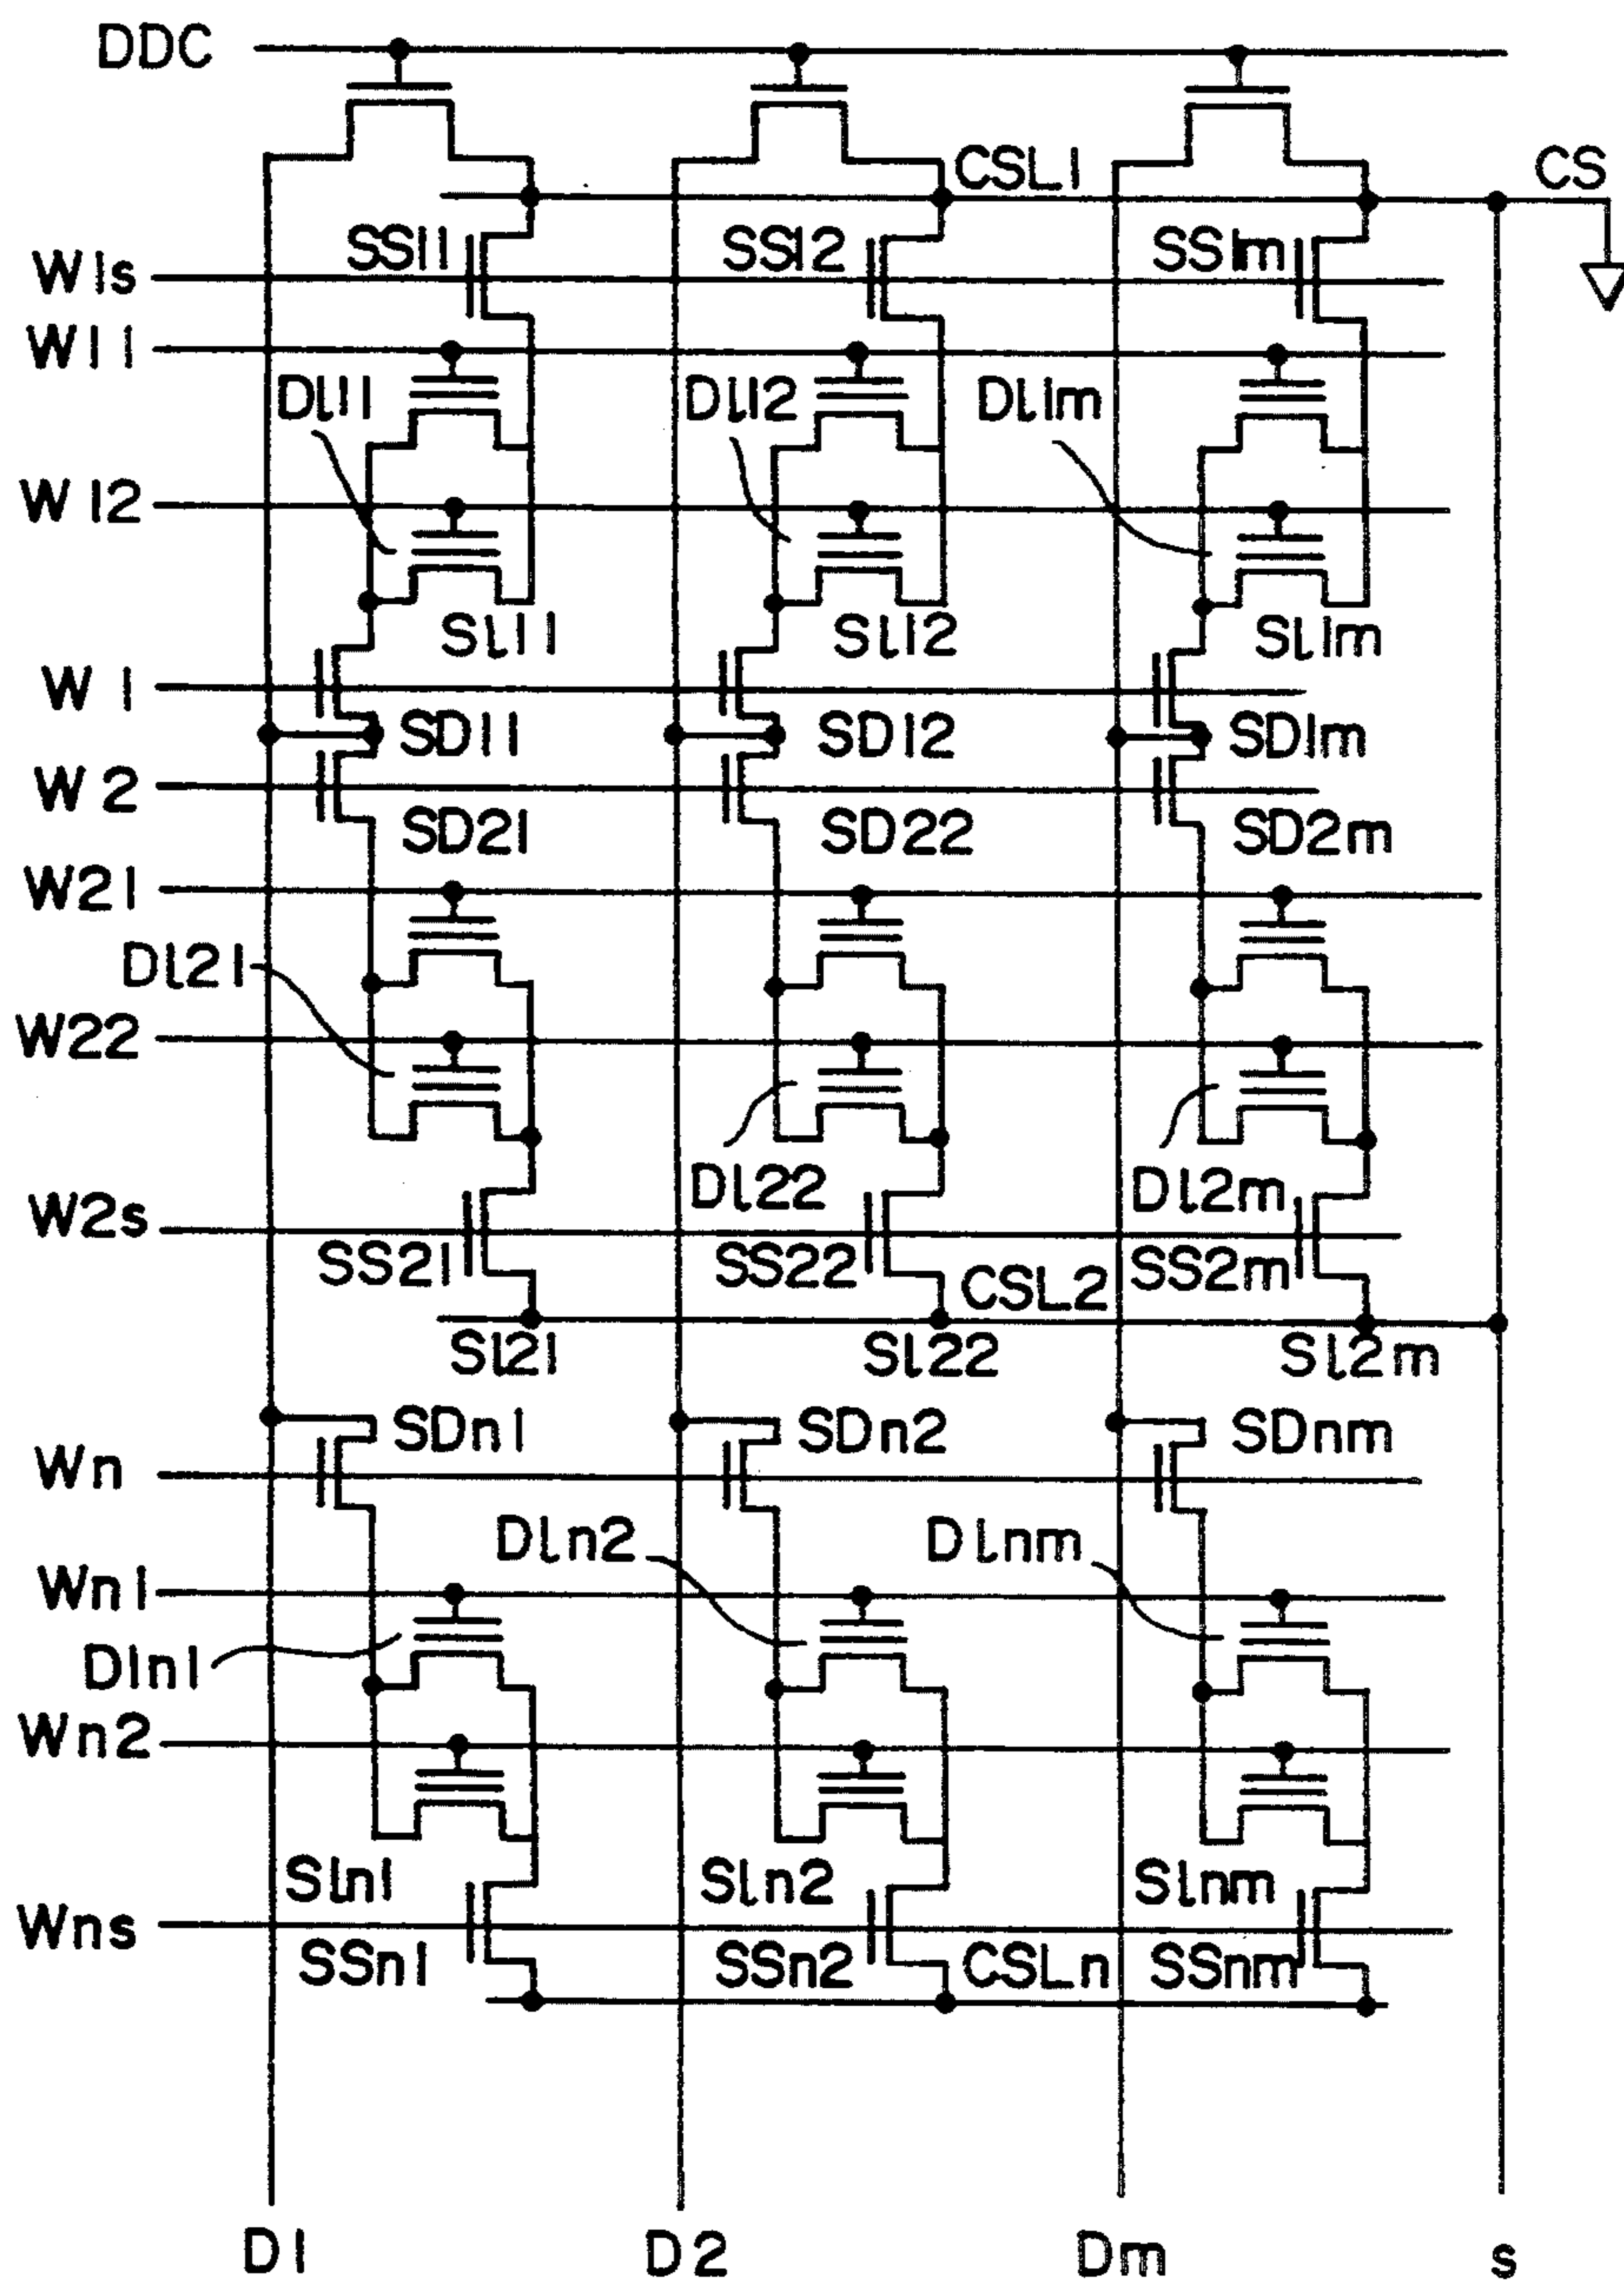 DDC
CSL1
CS
SS11 SS12 SS1m
W1s
W11
Dl11 Dl12 Dl1m
W12
Sl11 Sl12 Sl1m
W1
SD11 SD12 SD1m
W2
SD21 SD22 SD2m
W21
Dl21
W22
Dl22 Dl2m
W2s
SS21 SS22 SS2m
CSL2
Sl21 Sl22 Sl2m
SDn1 SDn2 SDnm
Wn
Dln2 Dlnm
Wn1
Dln1
Wn2
Sln1 Sln2 Slnm
Wns
SSn1 SSn2 CSLn SSnm
D1 D2 Dm s